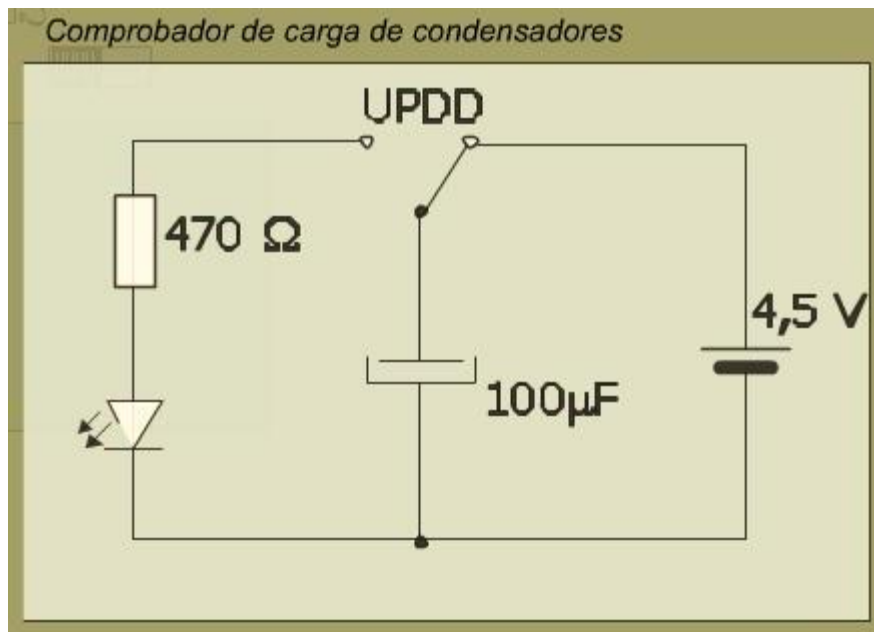 Comprobador de carga de condensadores
UPDD
470 Ω
4,5 V
100µF